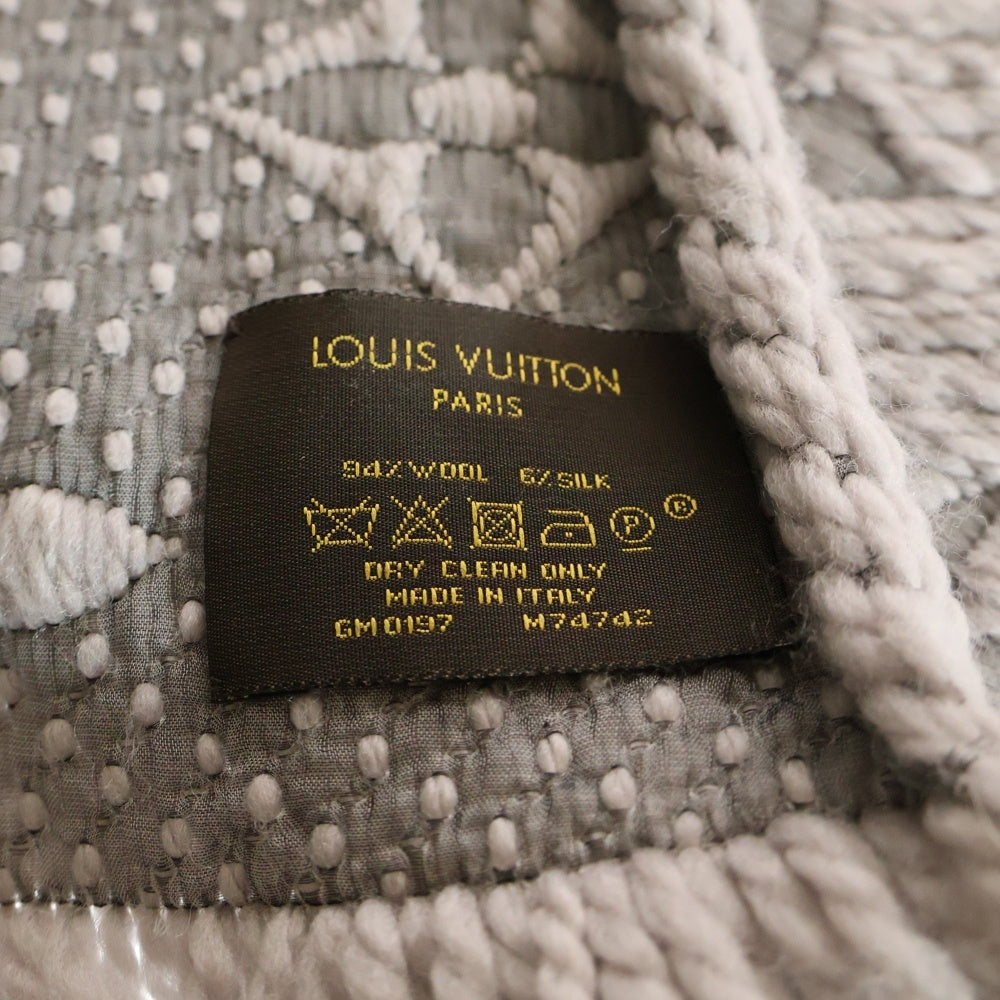 LOUIS VUITTON
PARIS
94% WOOL 6% SILK
P ®
DRY CLEAN ONLY
MADE IN ITALY
GM0197 M74742